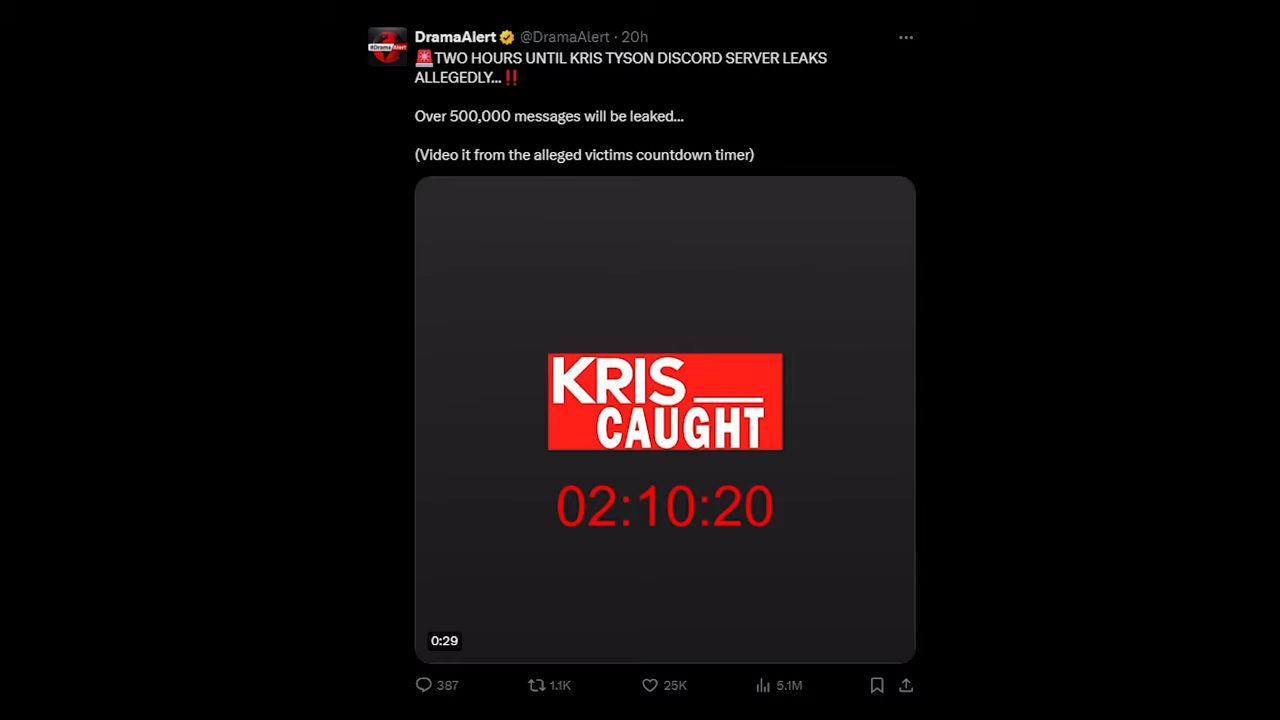 DramaAlert @DramaAlert · 20h
#DramaAlert
🚨TWO HOURS UNTIL KRIS TYSON DISCORD SERVER LEAKS
ALLEGEDLY...‼️
Over 500,000 messages will be leaked...
(Video it from the alleged victims countdown timer)
KRIS__
CAUGHT
02:10:20
0:29
387 1.1K 25K 5.1M